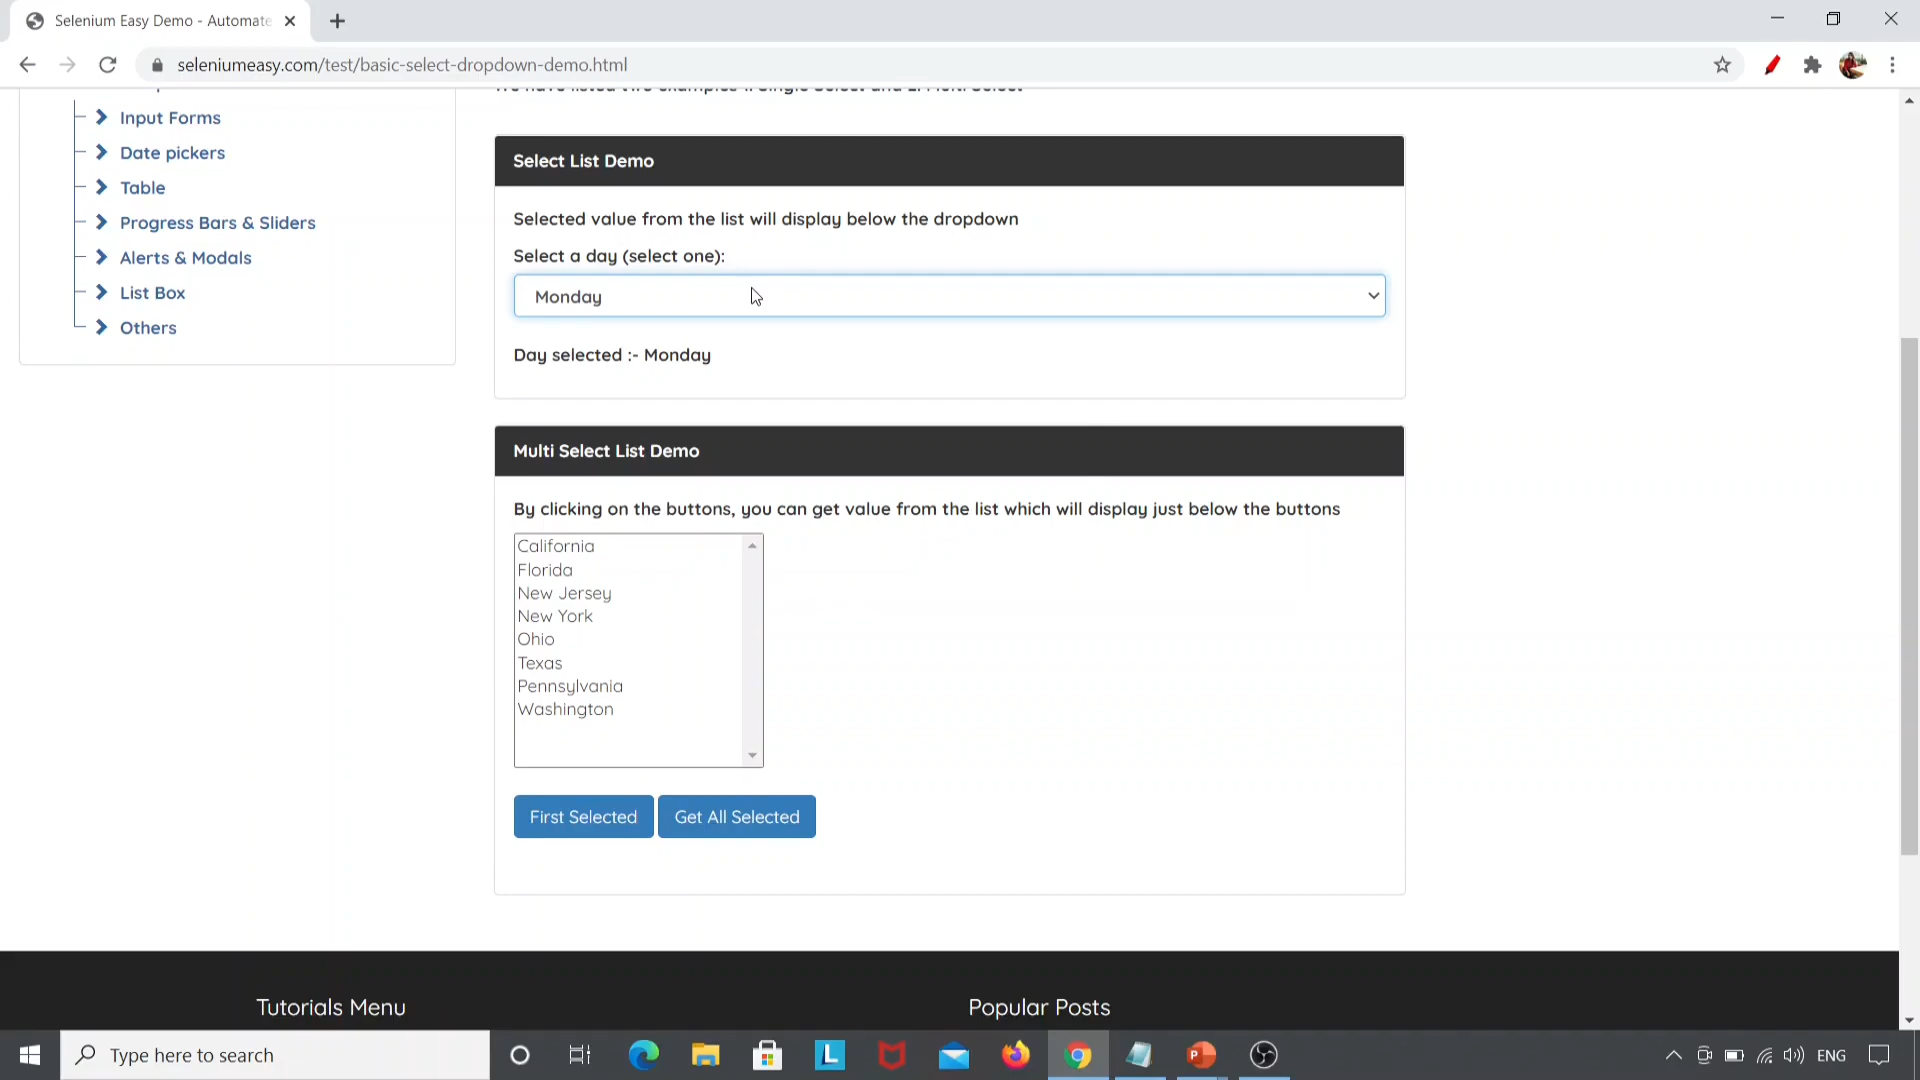 Selenium Easy Demo - Automate
seleniumeasy.com/test/basic-select-dropdown-demo.html
Input Forms
Date pickers
Table
Progress Bars & Sliders
Alerts & Modals
List Box
Others
Select List Demo
Selected value from the list will display below the dropdown
Select a day (select one):
Monday
Day selected :- Monday
Multi Select List Demo
By clicking on the buttons, you can get value from the list which will display just below the buttons
California
Florida
New Jersey
New York
Ohio
Texas
Pennsylvania
Washington
First Selected
Get All Selected
Tutorials Menu
Popular Posts
Type here to search
ENG